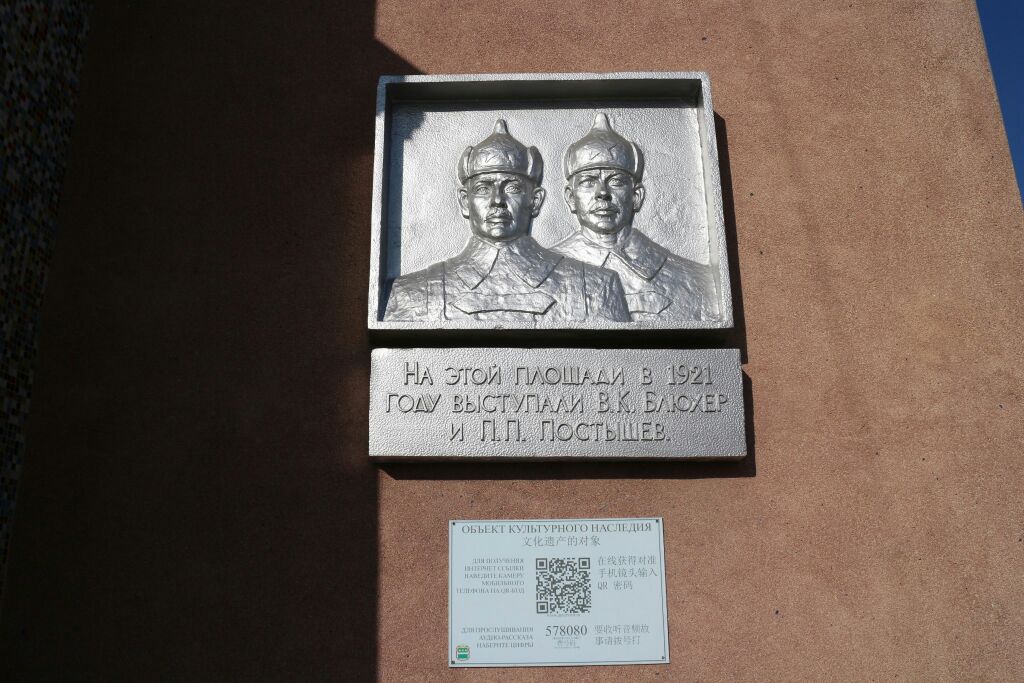 На этой площади в 1921
году выступали В.К. Блюхер
и П.П. Постышев.
ОБЪЕКТ КУЛЬТУРНОГО НАСЛЕДИЯ
文化遗产的对象
ДЛЯ ПОЛУЧЕНИЯ
ИНТЕРНЕТ ССЫЛКИ
НАВЕДИТЕ КАМЕРУ
МОБИЛЬНОГО
ТЕЛЕФОНА НА QR-КОД
在线获得对准
手机镜头输入
QR 密码
ДЛЯ ПРОСЛУШИВАНИЯ
АУДИО-РАССКАЗА
НАБЕРИТЕ ЦИФРЫ
578080
要收听音频故
事请拨号打